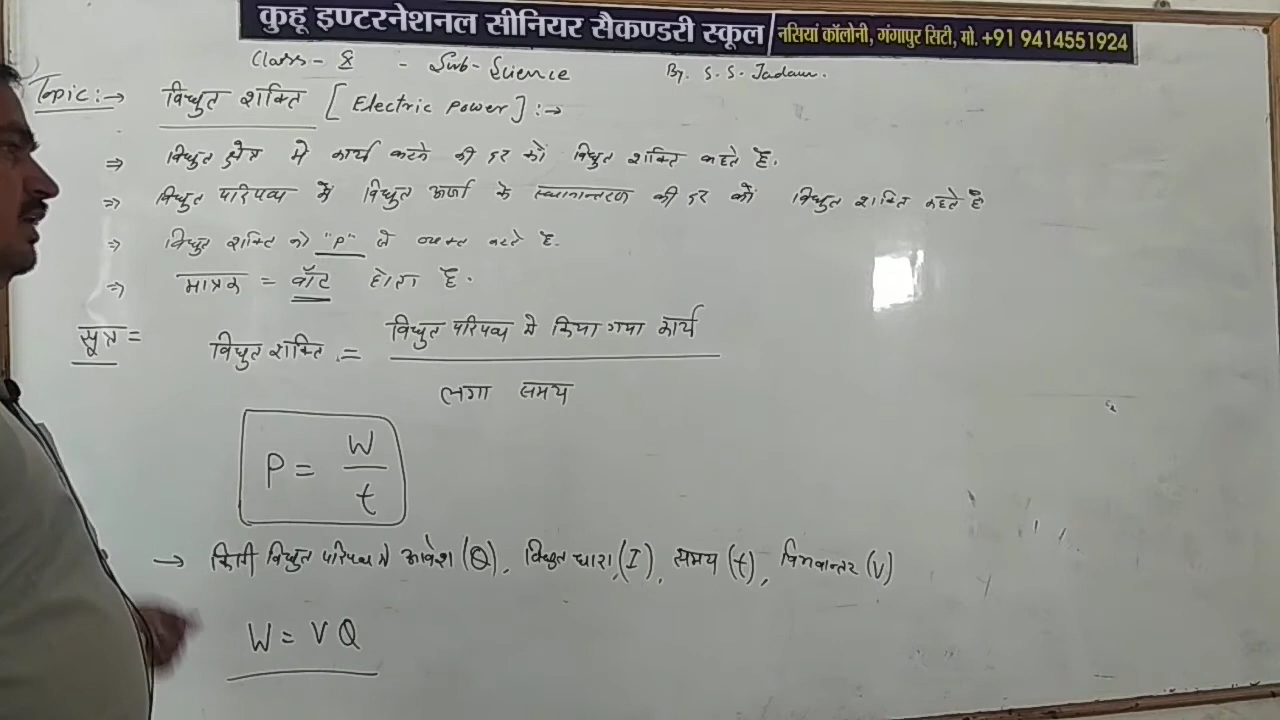 कुहू इण्टरनेशनल सीनियर सैकण्डरी स्कूल नसियां कॉलोनी, गंगापुर सिटी, मो. +91 9414551924
Class - 8 - Sub - Science By. S. S. Jadaun.
Topic :→ विधुत शक्ति [Electric Power] :→
⇒ विधुत क्षेत्र में कार्य करने की दर को विधुत शक्ति कहते है.
⇒ विधुत परिपथ में विधुत ऊर्जा के स्थानान्तरण की दर को विधुत शक्ति कहते है
⇒ विधुत शक्ति को "P" से व्यक्त करते है.
⇒ मात्रक = वॉट होता है.
सूत्र = विधुत शक्ति = विधुत परिपथ में किया गया कार्य
लगा समय
P = W
t
→ किसी विधुत परिपथ में आवेश (Q), विधुत धारा, (I), समय (t), विभवान्तर (V)
W = V Q